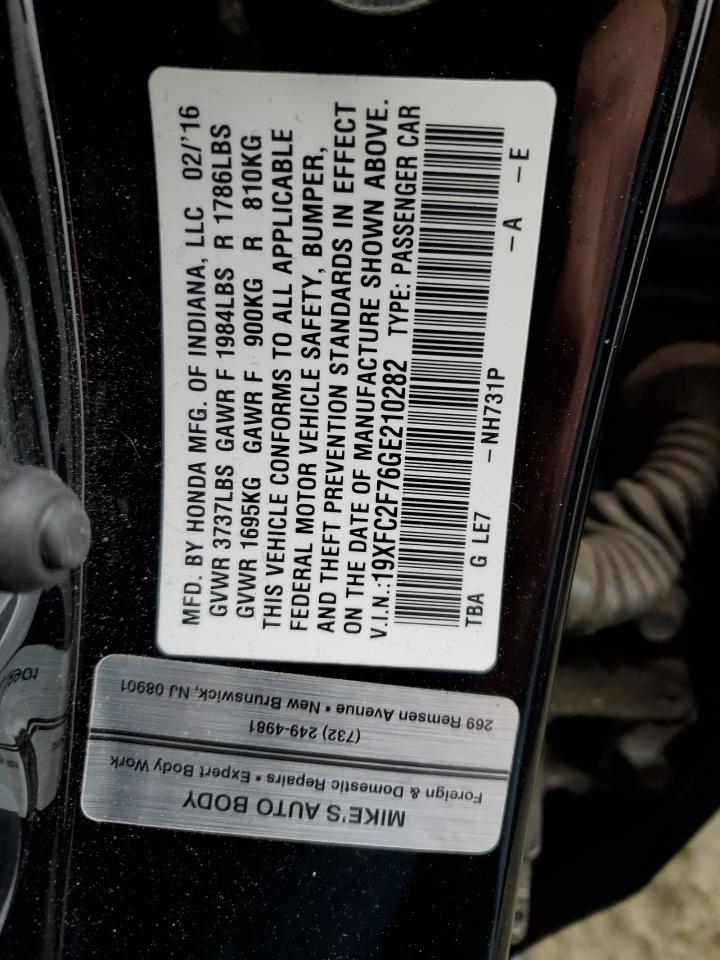 MFD. BY HONDA MFG. OF INDIANA, LLC 02/'16
GVWR 3737LBS GAWR F 1984LBS R 1786LBS
GVWR 1695KG GAWR F 900KG R 810KG
THIS VEHICLE CONFORMS TO ALL APPLICABLE
FEDERAL MOTOR VEHICLE SAFETY, BUMPER,
AND THEFT PREVENTION STANDARDS IN EFFECT
ON THE DATE OF MANUFACTURE SHOWN ABOVE.
V.I.N.:19XFC2F76GE210282 TYPE: PASSENGER CAR
TBA G LE7 -NH731P -A -E
MIKE'S AUTO BODY
Foreign & Domestic Repairs • Expert Body Work
(732) 249-4981
269 Remsen Avenue • New Brunswick, NJ 08901